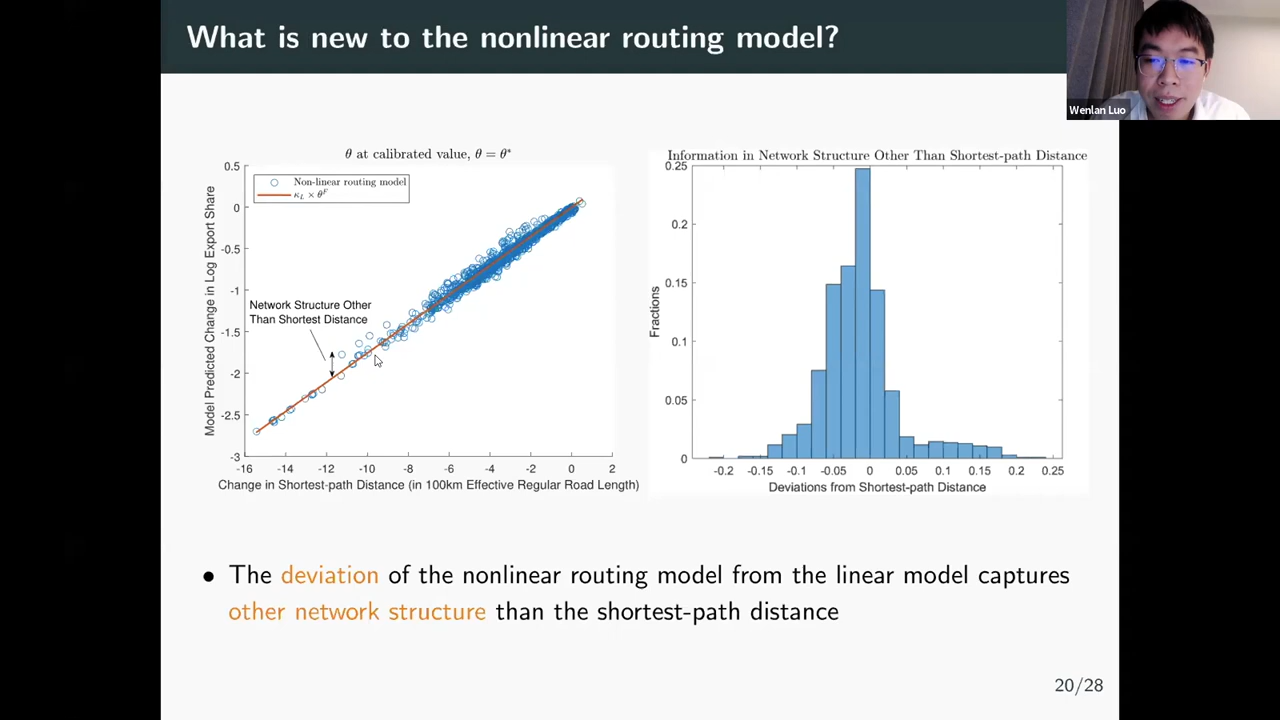 What is new to the nonlinear routing model?
Wenlan Luo
θ at calibrated value, θ = θ*
Non-linear routing model
κ_L × θ^F
Network Structure Other
Than Shortest Distance
Model Predicted Change in Log Export Share
0.5
0
-0.5
-1
-1.5
-2
-2.5
-3
-16 -14 -12 -10 -8 -6 -4 -2 0 2
Change in Shortest-path Distance (in 100km Effective Regular Road Length)
Information in Network Structure Other Than Shortest-path Distance
Fractions
0.25
0.2
0.15
0.1
0.05
0
-0.2 -0.15 -0.1 -0.05 0 0.05 0.1 0.15 0.2 0.25
Deviations from Shortest-path Distance
• The deviation of the nonlinear routing model from the linear model captures
other network structure than the shortest-path distance
20/28